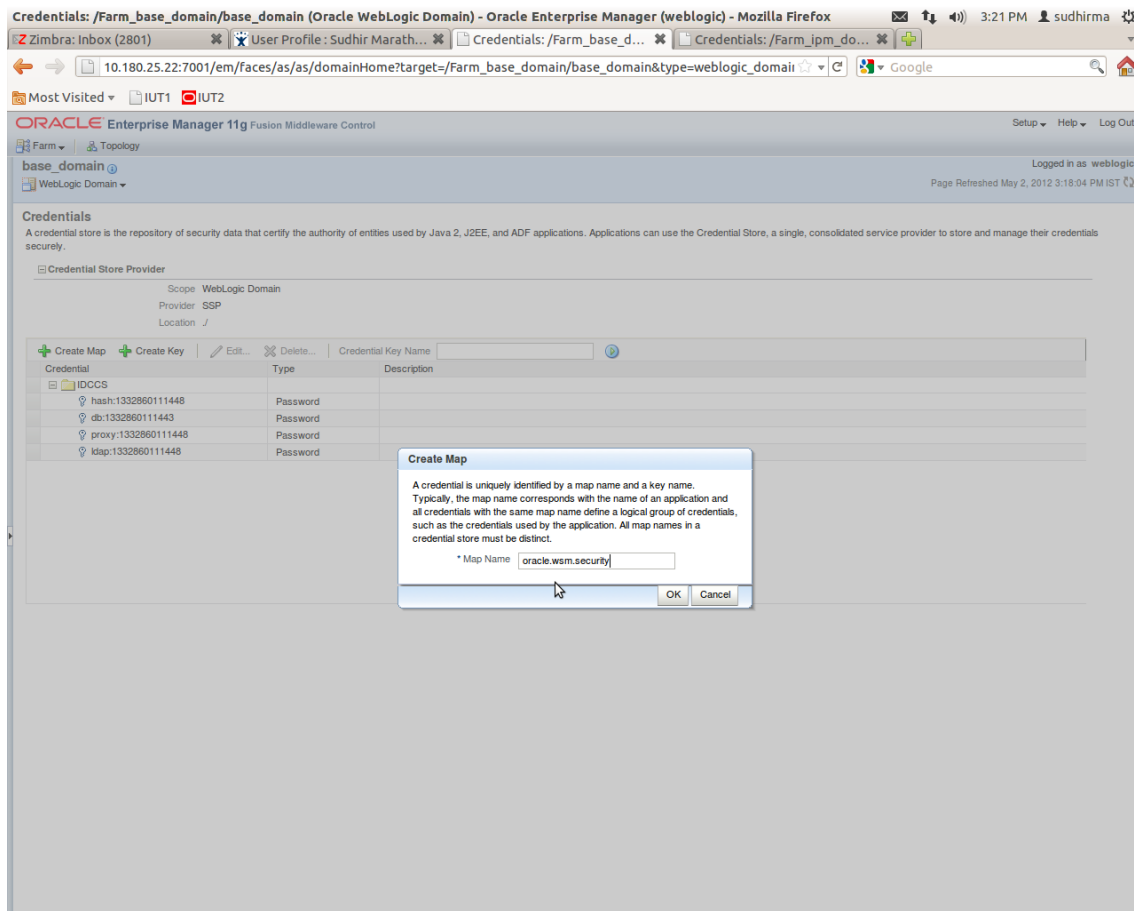 Credentials: /Farm_base_domain/base_domain (Oracle WebLogic Domain) - Oracle Enterprise Manager (weblogic) - Mozilla Firefox 3:21 PM sudhirma
Zimbra: Inbox (2801) User Profile : Sudhir Marath... Credentials: /Farm_base_d... Credentials: /Farm_ipm_do...
10.180.25.22:7001/em/faces/as/as/domainHome?target=/Farm_base_domain/base_domain&type=weblogic_domain Google
Most Visited IUT1 IUT2
ORACLE Enterprise Manager 11g Fusion Middleware Control Setup Help Log Out
Farm Topology
base_domain Logged in as weblogic
WebLogic Domain Page Refreshed May 2, 2012 3:18:04 PM IST
Credentials
A credential store is the repository of security data that certify the authority of entities used by Java 2, J2EE, and ADF applications. Applications can use the Credential Store, a single, consolidated service provider to store and manage their credentials
securely.
Credential Store Provider
Scope WebLogic Domain
Provider SSP
Location ./
Create Map Create Key Edit... Delete... Credential Key Name
Credential Type Description
IDCCS
hash:1332860111448 Password
db:1332860111443 Password
proxy:1332860111448 Password
ldap:1332860111448 Password
Create Map
A credential is uniquely identified by a map name and a key name.
Typically, the map name corresponds with the name of an application and
all credentials with the same map name define a logical group of credentials,
such as the credentials used by the application. All map names in a
credential store must be distinct.
* Map Name oracle.wsm.security
OK Cancel